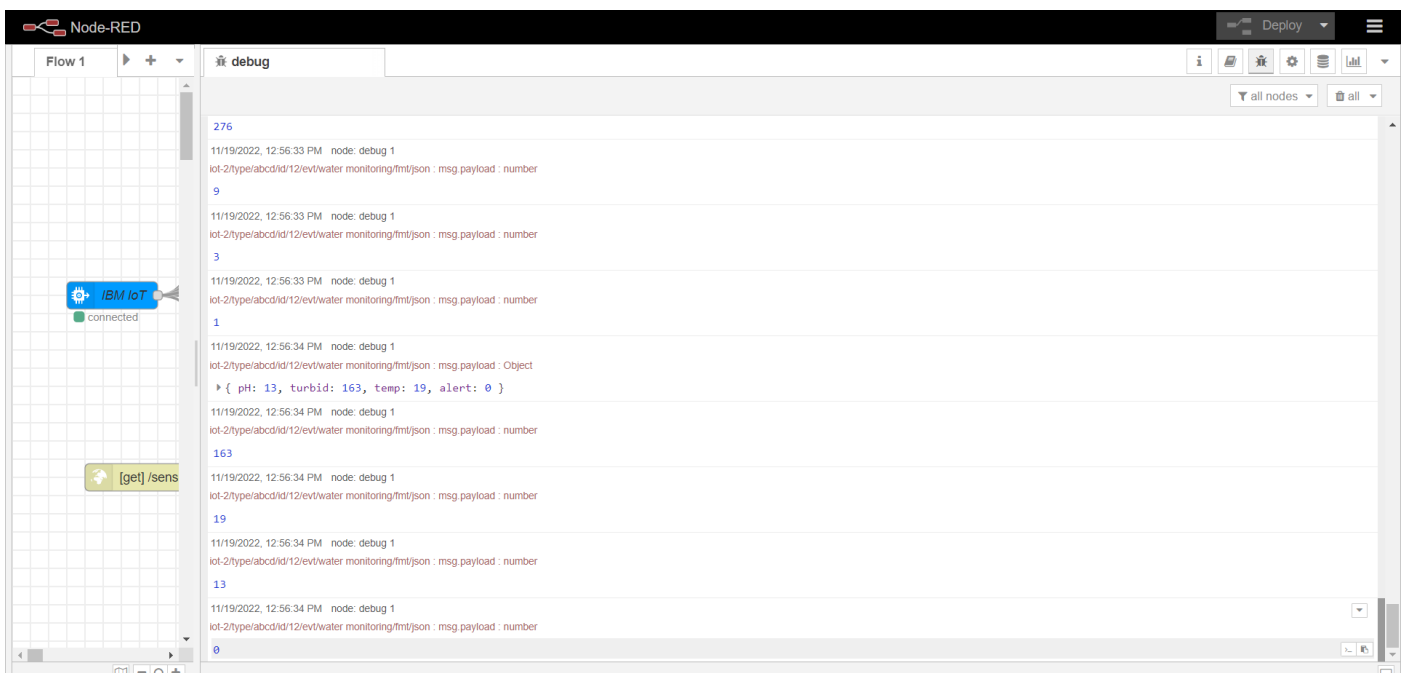 Node-RED
Deploy
Flow 1
debug
all nodes
all
276
11/19/2022, 12:56:33 PM node: debug 1
iot-2/type/abcd/id/12/evt/water monitoring/fmt/json : msg.payload : number
9
11/19/2022, 12:56:33 PM node: debug 1
iot-2/type/abcd/id/12/evt/water monitoring/fmt/json : msg.payload : number
3
11/19/2022, 12:56:33 PM node: debug 1
iot-2/type/abcd/id/12/evt/water monitoring/fmt/json : msg.payload : number
1
11/19/2022, 12:56:34 PM node: debug 1
iot-2/type/abcd/id/12/evt/water monitoring/fmt/json : msg.payload : Object
{ pH: 13, turbid: 163, temp: 19, alert: 0 }
11/19/2022, 12:56:34 PM node: debug 1
iot-2/type/abcd/id/12/evt/water monitoring/fmt/json : msg.payload : number
163
11/19/2022, 12:56:34 PM node: debug 1
iot-2/type/abcd/id/12/evt/water monitoring/fmt/json : msg.payload : number
19
11/19/2022, 12:56:34 PM node: debug 1
iot-2/type/abcd/id/12/evt/water monitoring/fmt/json : msg.payload : number
13
11/19/2022, 12:56:34 PM node: debug 1
iot-2/type/abcd/id/12/evt/water monitoring/fmt/json : msg.payload : number
0
IBM IoT
connected
[get] /sens